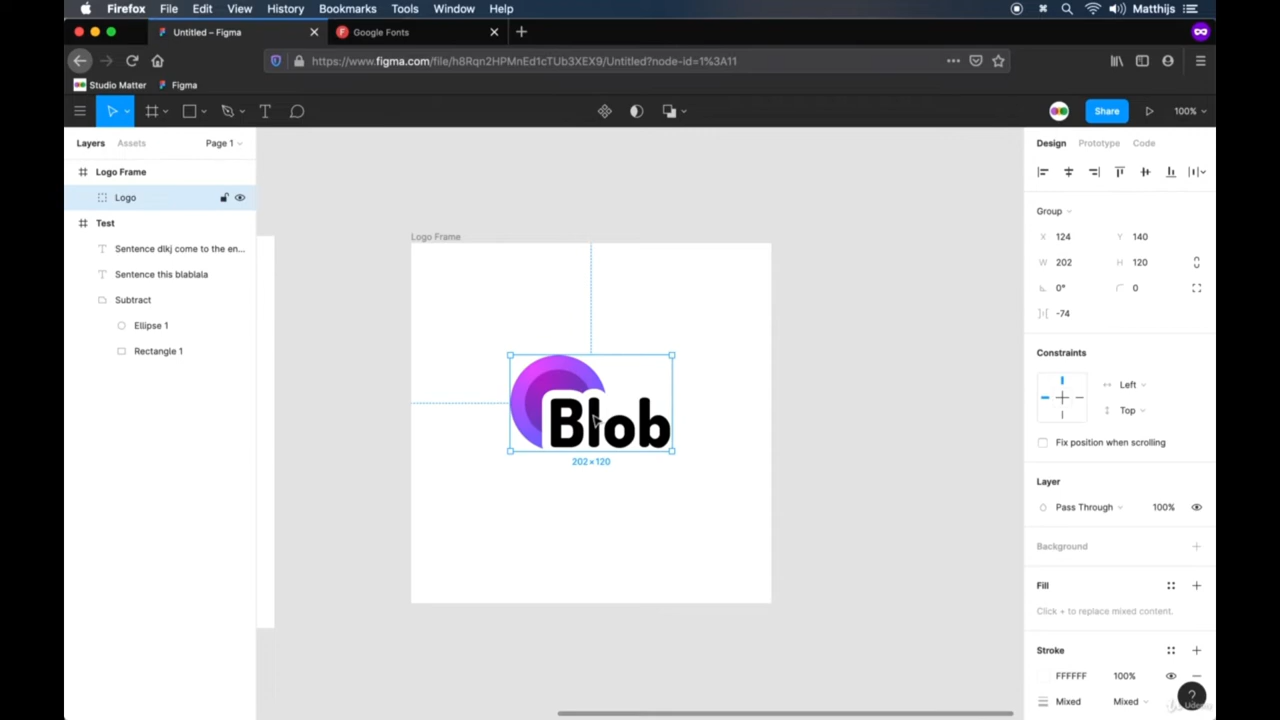 Firefox File Edit View History Bookmarks Tools Window Help Matthijs
Untitled – Figma Google Fonts
https://www.figma.com/file/h8Rqn2HPMnEd1cTUb3XEX9/Untitled?node-id=1%3A11
Studio Matter Figma
Share 100%
Layers Assets Page 1
Design Prototype Code
Logo Frame
Logo
Test
Sentence dlkj come to the en...
Sentence this blablala
Subtract
Ellipse 1
Rectangle 1
Logo Frame
Blob
202 × 120
Group
X 124 Y 140
W 202 H 120
0° 0
-74
Constraints
Left
Top
Fix position when scrolling
Layer
Pass Through 100%
Background
Fill
Click + to replace mixed content.
Stroke
FFFFFF 100%
Mixed Mixed
?
Udemy